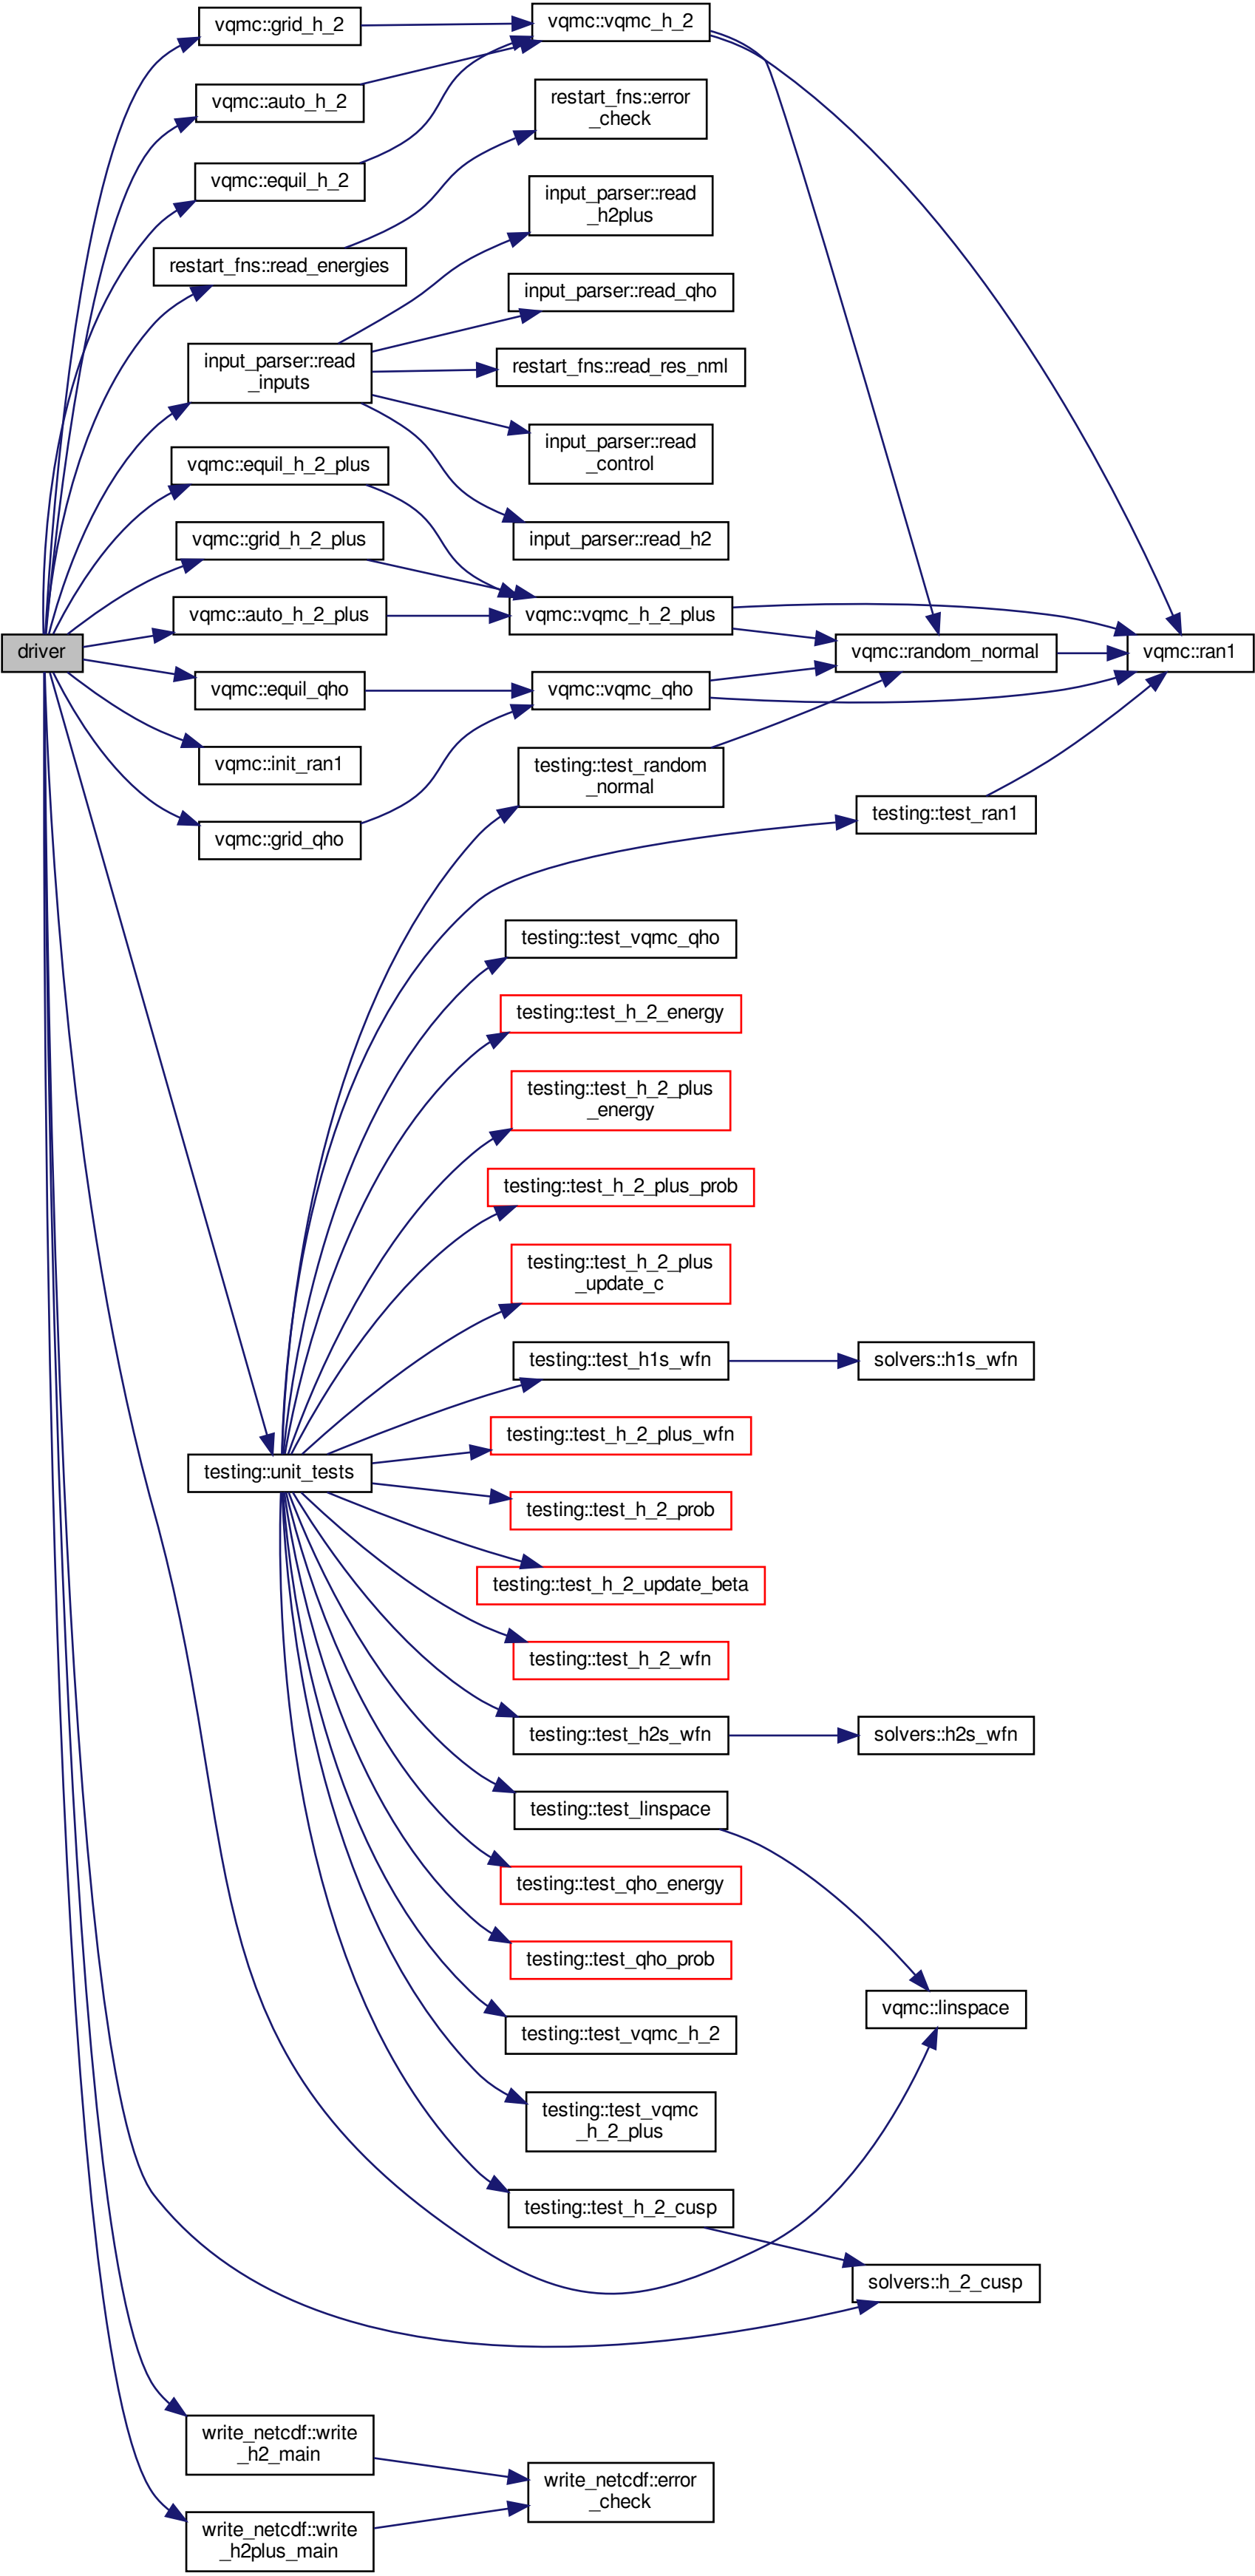 vqmc::grid_h_2
vqmc::vqmc_h_2
vqmc::auto_h_2
restart_fns::error
_check
vqmc::equil_h_2
input_parser::read
_h2plus
restart_fns::read_energies
input_parser::read_qho
input_parser::read
_inputs
restart_fns::read_res_nml
input_parser::read
_control
vqmc::equil_h_2_plus
vqmc::grid_h_2_plus
input_parser::read_h2
vqmc::auto_h_2_plus
vqmc::vqmc_h_2_plus
driver
vqmc::random_normal
vqmc::ran1
vqmc::equil_qho
vqmc::vqmc_qho
vqmc::init_ran1
testing::test_random
_normal
testing::test_ran1
vqmc::grid_qho
testing::test_vqmc_qho
testing::test_h_2_energy
testing::test_h_2_plus
_energy
testing::test_h_2_plus_prob
testing::test_h_2_plus
_update_c
testing::test_h1s_wfn
solvers::h1s_wfn
testing::test_h_2_plus_wfn
testing::unit_tests
testing::test_h_2_prob
testing::test_h_2_update_beta
testing::test_h_2_wfn
testing::test_h2s_wfn
solvers::h2s_wfn
testing::test_linspace
testing::test_qho_energy
testing::test_qho_prob
vqmc::linspace
testing::test_vqmc_h_2
testing::test_vqmc
_h_2_plus
testing::test_h_2_cusp
solvers::h_2_cusp
write_netcdf::write
_h2_main
write_netcdf::error
_check
write_netcdf::write
_h2plus_main